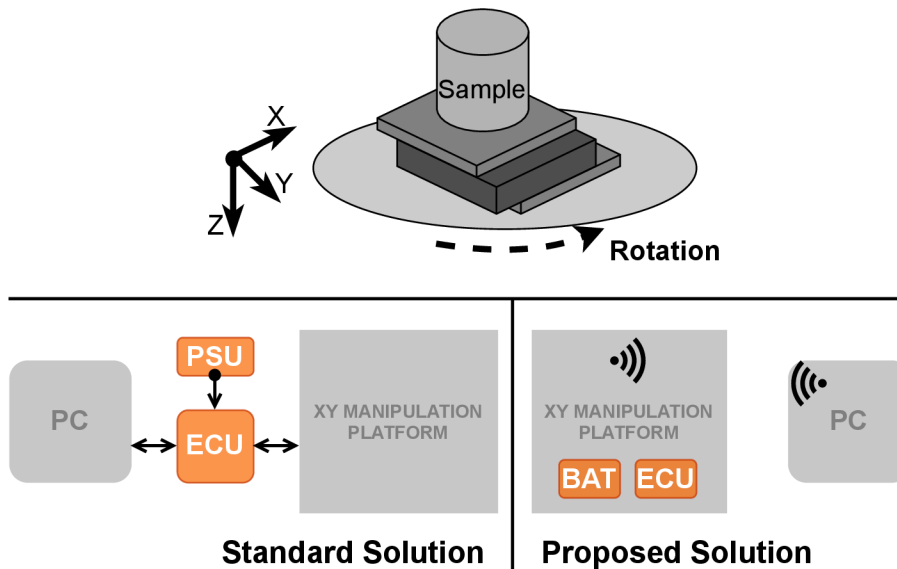 Sample
X
Y
Z
Rotation
PSU
PC
ECU
XY MANIPULATION
PLATFORM
Standard Solution
XY MANIPULATION
PLATFORM
BAT
ECU
PC
Proposed Solution